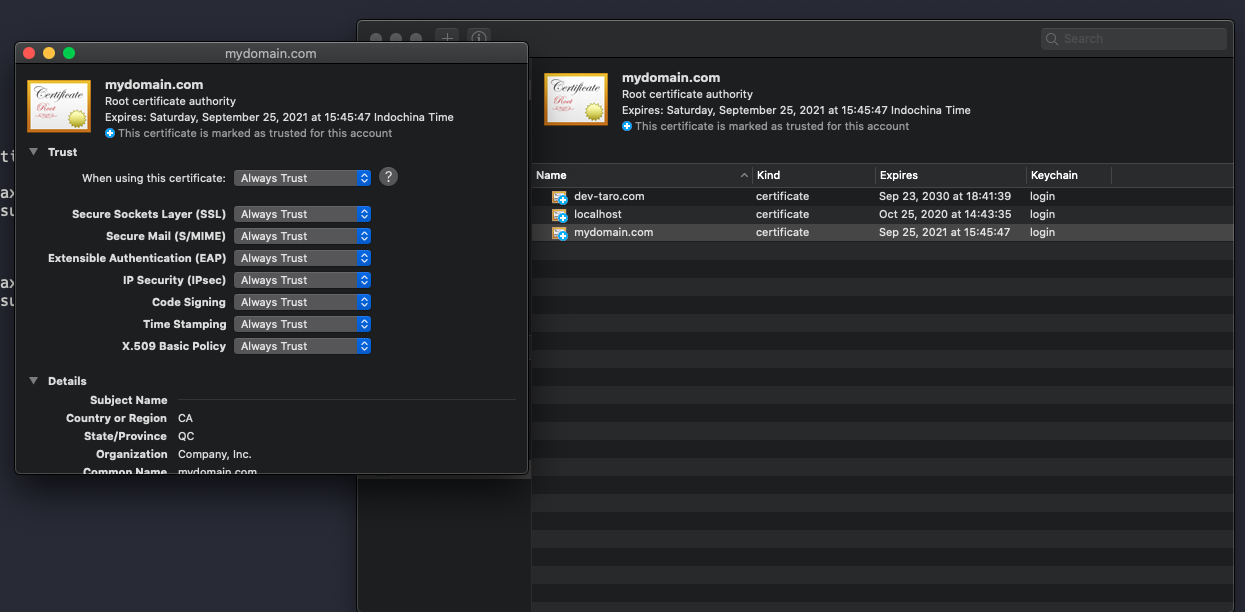 mydomain.com
mydomain.com
Root certificate authority
Expires: Saturday, September 25, 2021 at 15:45:47 Indochina Time
This certificate is marked as trusted for this account
Trust
When using this certificate: Always Trust ?
Secure Sockets Layer (SSL) Always Trust
Secure Mail (S/MIME) Always Trust
Extensible Authentication (EAP) Always Trust
IP Security (IPsec) Always Trust
Code Signing Always Trust
Time Stamping Always Trust
X.509 Basic Policy Always Trust
Details
Subject Name
Country or Region CA
State/Province QC
Organization Company, Inc.
Common Name mydomain.com
Search
mydomain.com
Root certificate authority
Expires: Saturday, September 25, 2021 at 15:45:47 Indochina Time
This certificate is marked as trusted for this account
Name Kind Expires Keychain
dev-taro.com certificate Sep 23, 2030 at 18:41:39 login
localhost certificate Oct 25, 2020 at 14:43:35 login
mydomain.com certificate Sep 25, 2021 at 15:45:47 login
Certificate
Root
Certificate
Root